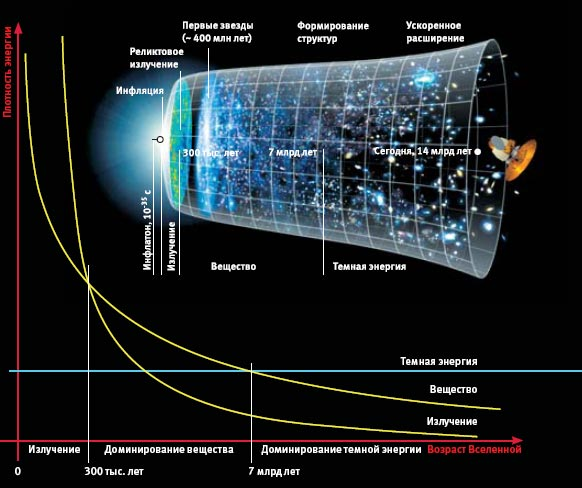 Плотность энергии
Первые звезды
(~ 400 млн лет)
Формирование
структур
Ускоренное
расширение
Реликтовое
излучение
Инфляция
300 тыс. лет
7 млрд лет
Сегодня, 14 млрд лет
Инфлатон, 10⁻³⁵ с
Излучение
Вещество
Темная энергия
Темная энергия
Вещество
Излучение
Излучение
Доминирование вещества
Доминирование темной энергии
Возраст Вселенной
0
300 тыс. лет
7 млрд лет